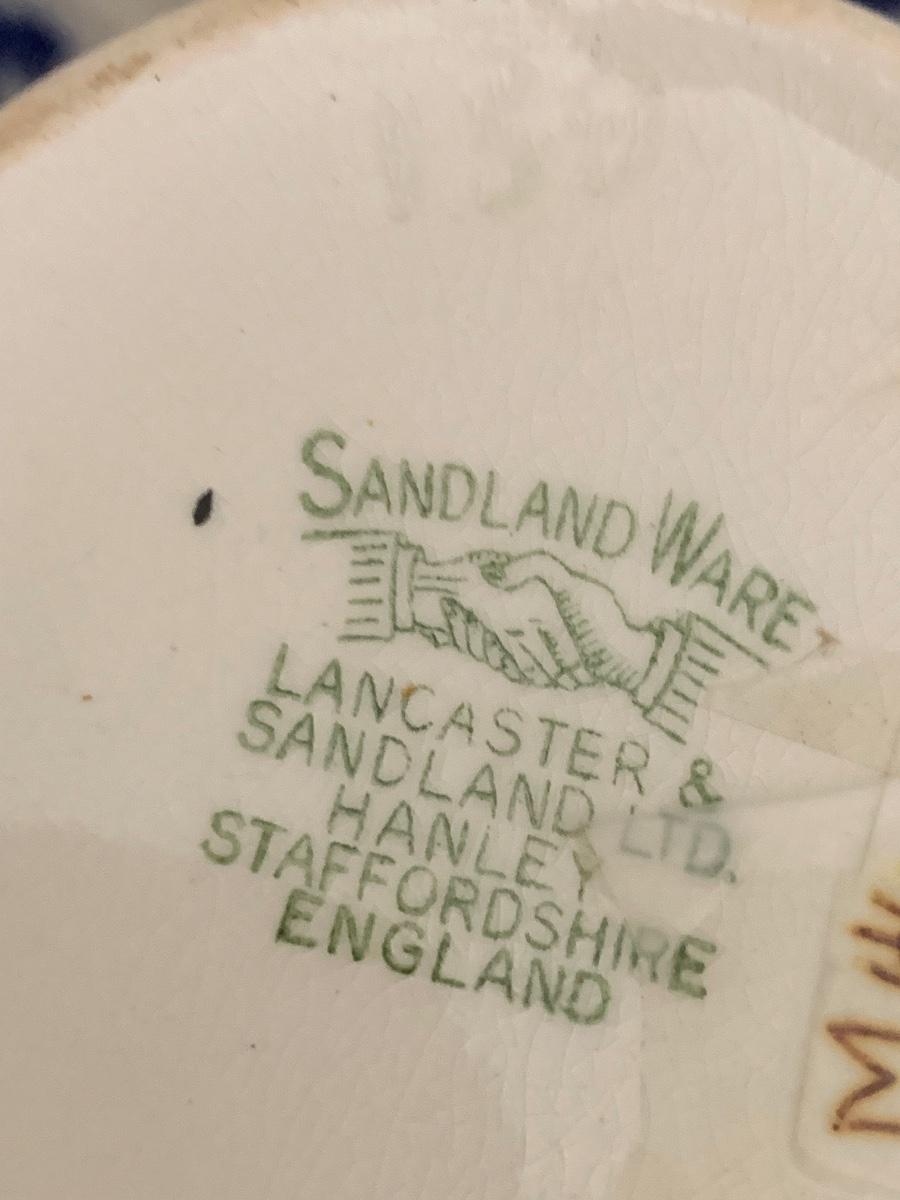 SANDLAND WARE
LANCASTER &
SANDLAND LTD.
HANLEY
STAFFORDSHIRE
ENGLAND